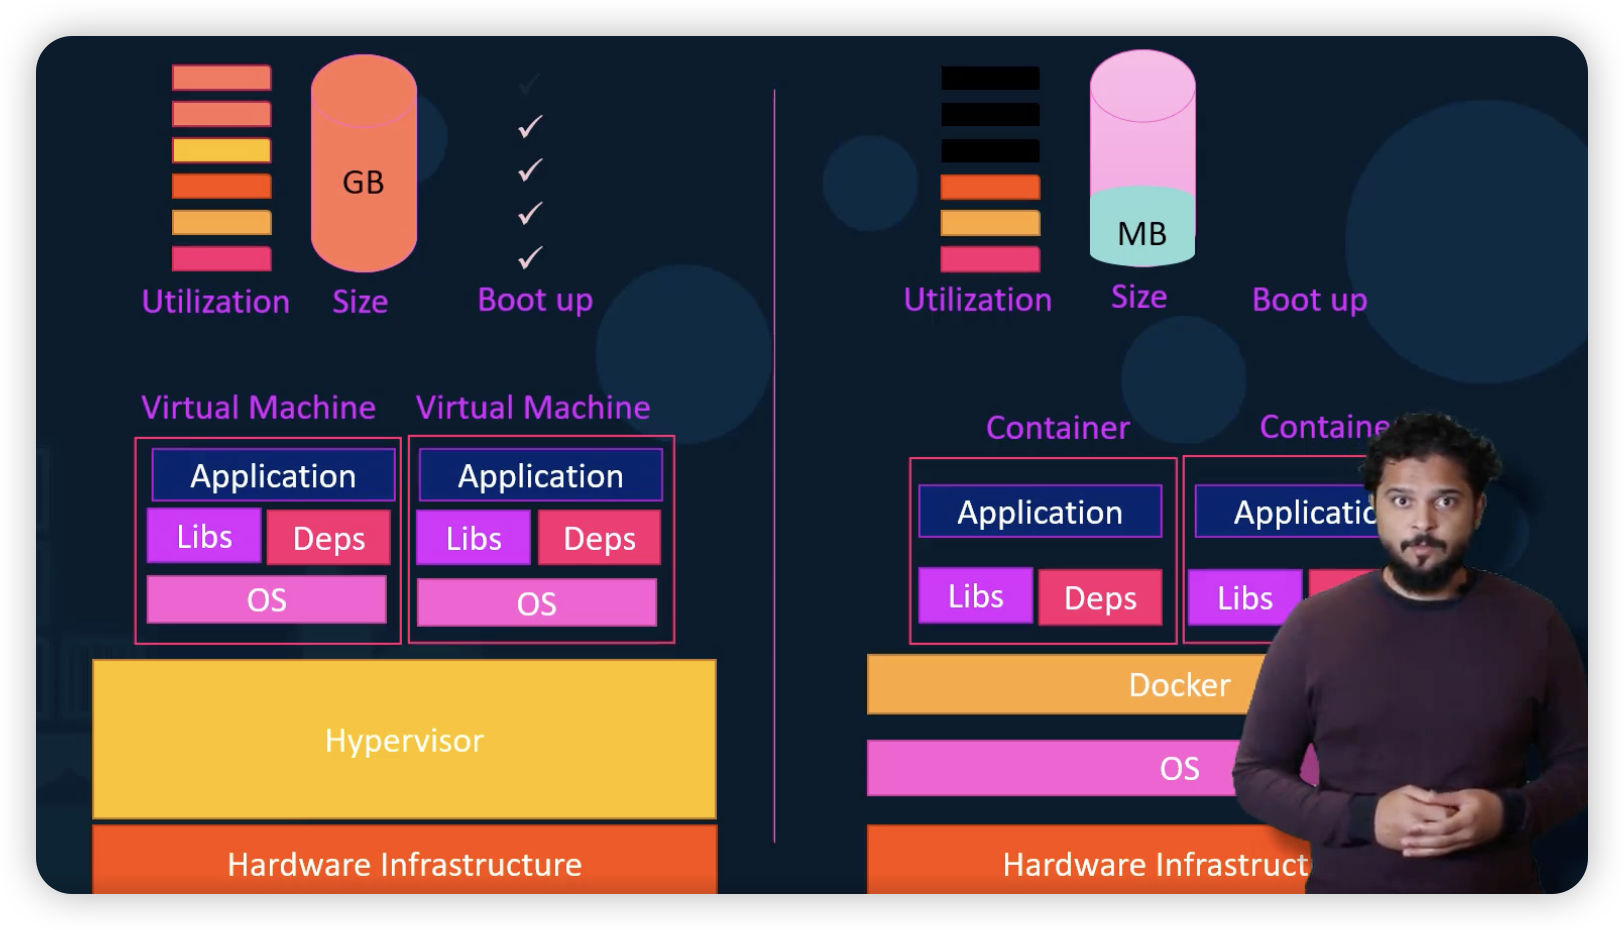 GB
Utilization
Size
Boot up
Virtual Machine
Virtual Machine
Application
Libs
Deps
OS
Application
Libs
Deps
OS
Hypervisor
Hardware Infrastructure
MB
Utilization
Size
Boot up
Container
Containe
Application
Libs
Deps
Applicatio
Libs
Docker
OS
Hardware Infrastruct